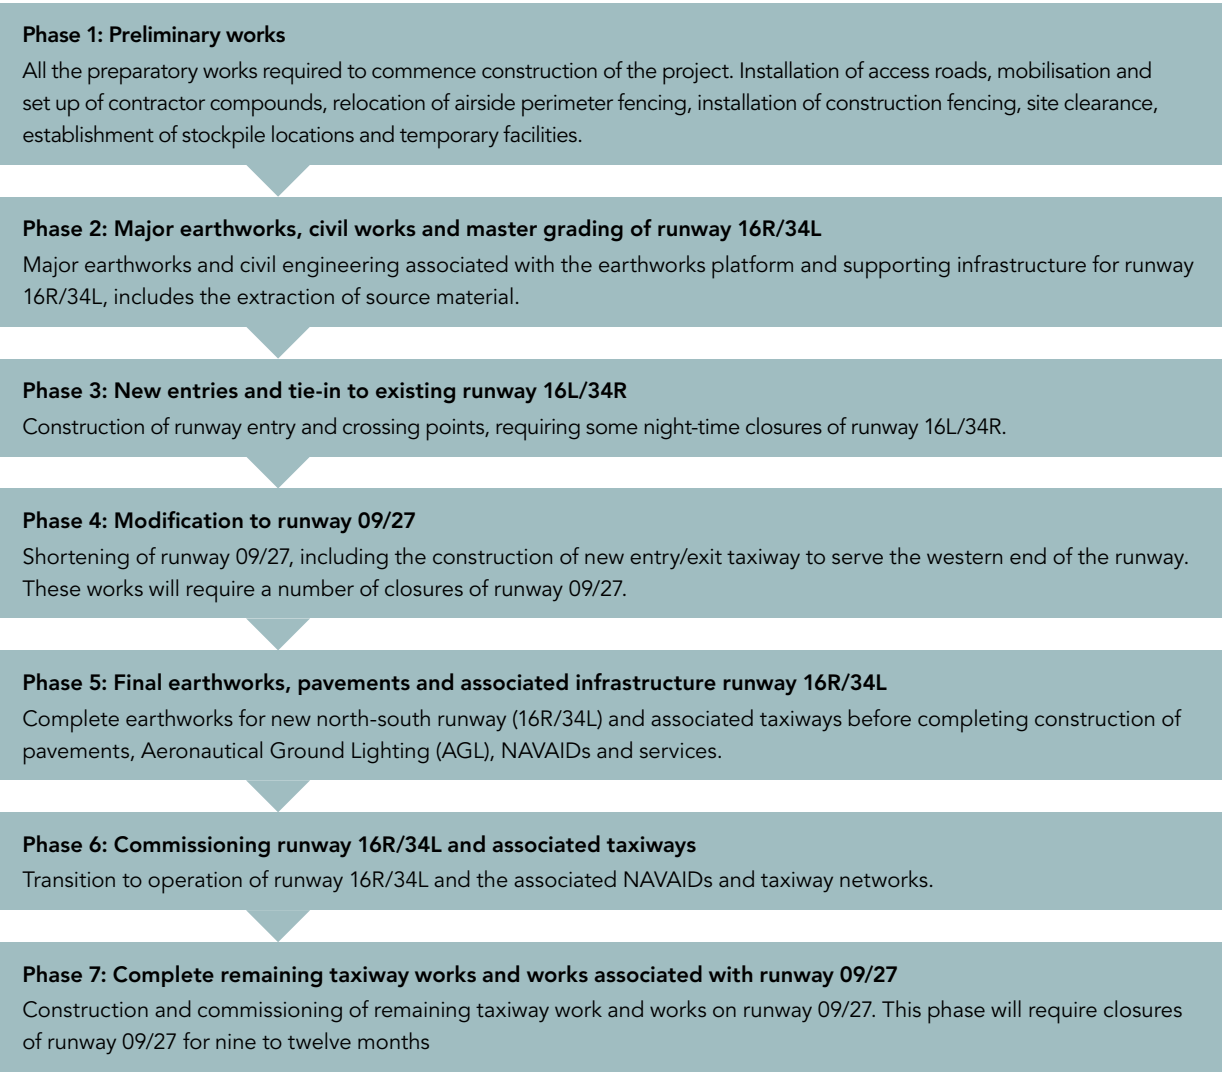 Phase 1: Preliminary works
All the preparatory works required to commence construction of the project. Installation of access roads, mobilisation and
set up of contractor compounds, relocation of airside perimeter fencing, installation of construction fencing, site clearance,
establishment of stockpile locations and temporary facilities.
Phase 2: Major earthworks, civil works and master grading of runway 16R/34L
Major earthworks and civil engineering associated with the earthworks platform and supporting infrastructure for runway
16R/34L, includes the extraction of source material.
Phase 3: New entries and tie-in to existing runway 16L/34R
Construction of runway entry and crossing points, requiring some night-time closures of runway 16L/34R.
Phase 4: Modification to runway 09/27
Shortening of runway 09/27, including the construction of new entry/exit taxiway to serve the western end of the runway.
These works will require a number of closures of runway 09/27.
Phase 5: Final earthworks, pavements and associated infrastructure runway 16R/34L
Complete earthworks for new north-south runway (16R/34L) and associated taxiways before completing construction of
pavements, Aeronautical Ground Lighting (AGL), NAVAIDs and services.
Phase 6: Commissioning runway 16R/34L and associated taxiways
Transition to operation of runway 16R/34L and the associated NAVAIDs and taxiway networks.
Phase 7: Complete remaining taxiway works and works associated with runway 09/27
Construction and commissioning of remaining taxiway work and works on runway 09/27. This phase will require closures
of runway 09/27 for nine to twelve months